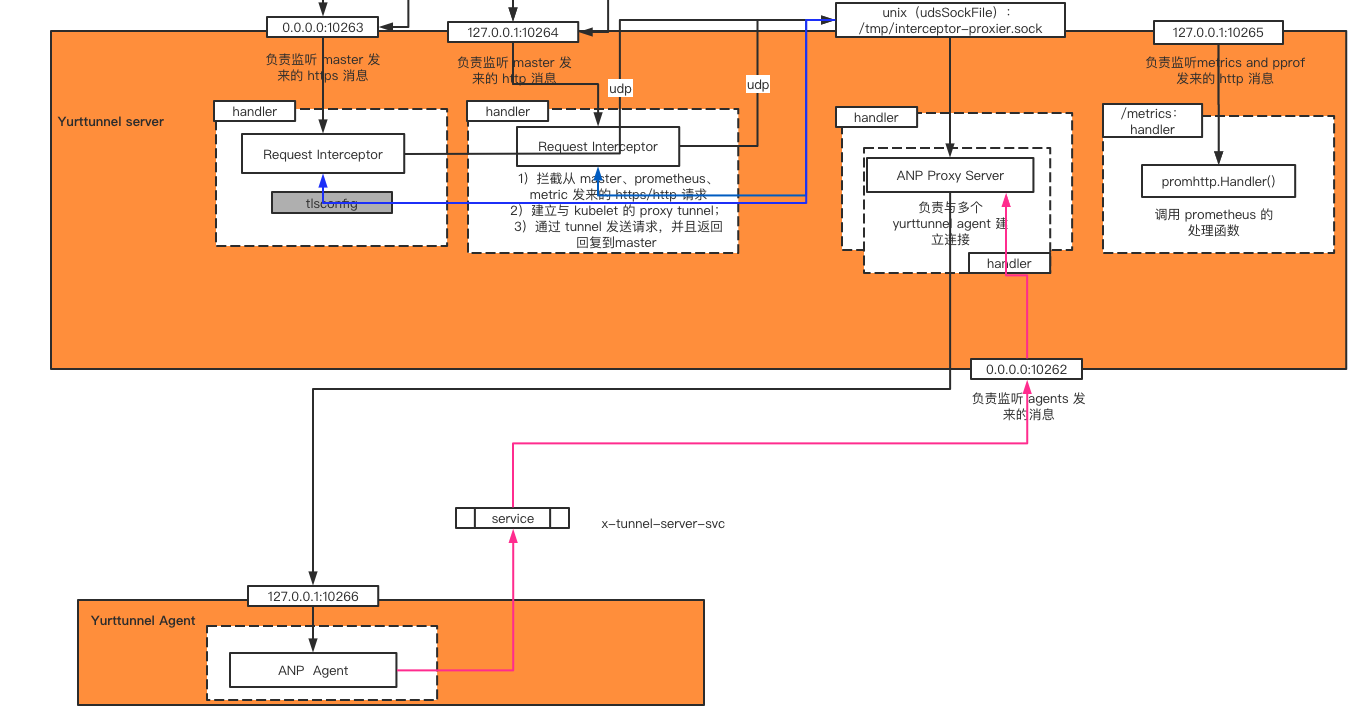 0.0.0.0:10263
127.0.0.1:10264
unix（udsSockFile）:
/tmp/interceptor-proxier.sock
127.0.0.1:10265
负责监听 master 发
来的 https 消息
负责监听 master 发
来的 http 消息
udp
udp
负责监听metrics and pprof
发来的 http 消息
Yurttunnel server
handler
Request Interceptor
tlsconfig
handler
Request Interceptor
1）拦截从 master、prometheus、
metric 发来的 https/http 请求
2）建立与 kubelet 的 proxy tunnel；
3）通过 tunnel 发送请求，并且返回
回复到master
handler
ANP Proxy Server
负责与多个
yurttunnel agent 建
立连接
handler
/metrics:
handler
promhttp.Handler()
调用 prometheus 的
处理函数
0.0.0.0:10262
负责监听 agents 发
来的消息
service
x-tunnel-server-svc
127.0.0.1:10266
Yurttunnel Agent
ANP Agent